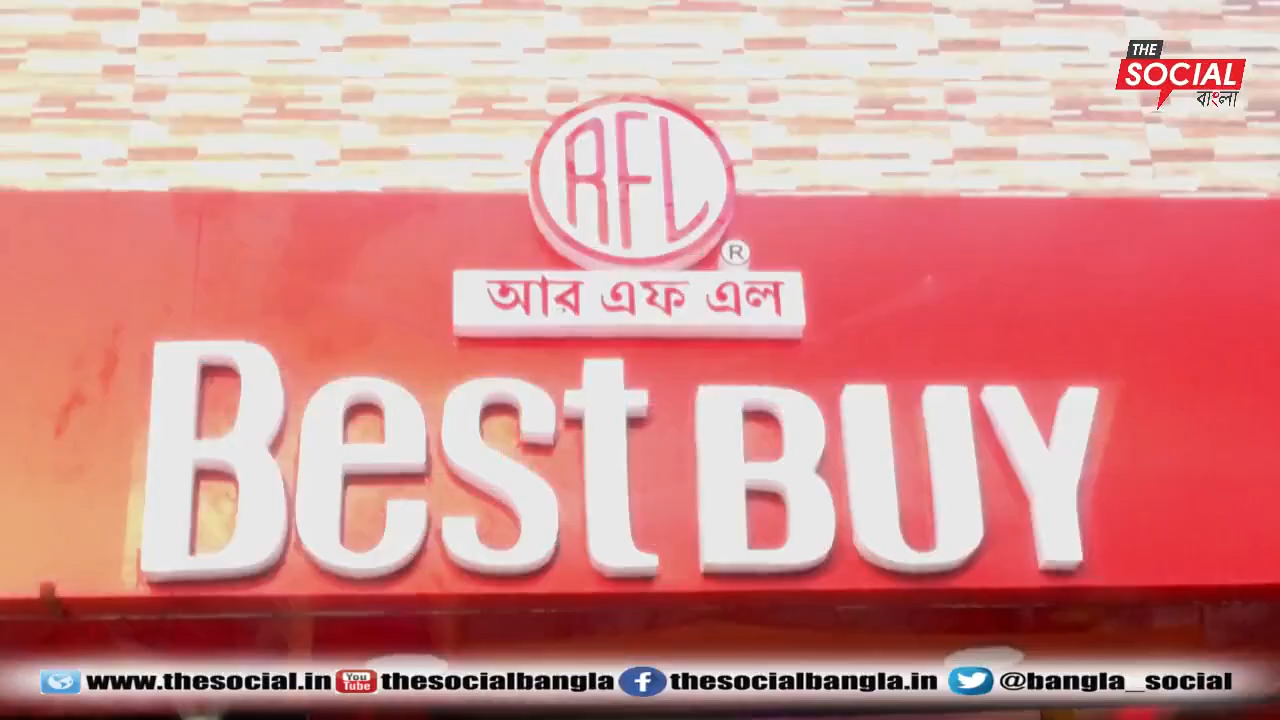 THE
SOCIAL
বাংলা
RFL
®
আর এফ এল
Best BUY
www.thesocial.in You Tube thesocialbangla f thesocialbangla.in @bangla_social